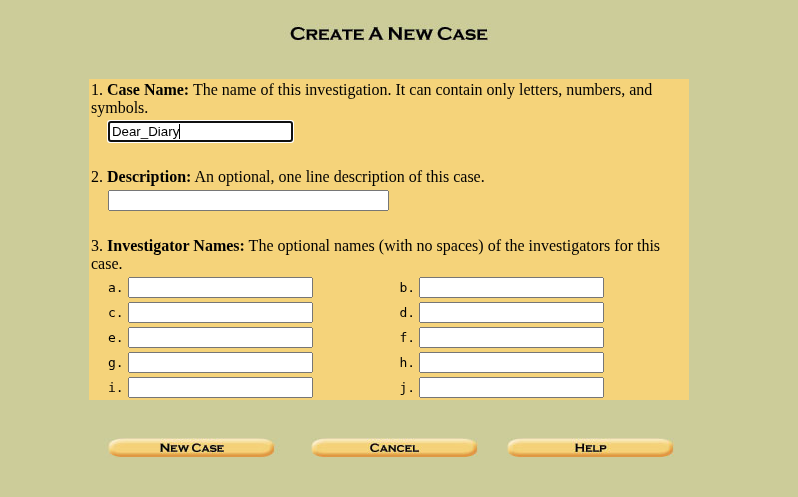 CREATE A NEW CASE
1. Case Name: The name of this investigation. It can contain only letters, numbers, and
symbols.
Dear_Diary
2. Description: An optional, one line description of this case.
3. Investigator Names: The optional names (with no spaces) of the investigators for this
case.
a. b.
c. d.
e. f.
g. h.
i. j.
NEW CASE CANCEL HELP